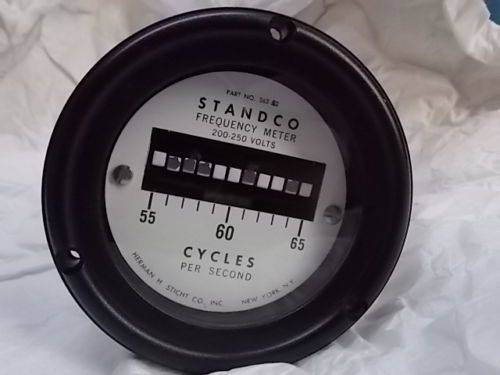 PART NO. 562
STANDCO
FREQUENCY METER
200-250 VOLTS
55 60 65
CYCLES
PER SECOND
HERMAN H. STICHT CO., INC. NEW YORK, N.Y.